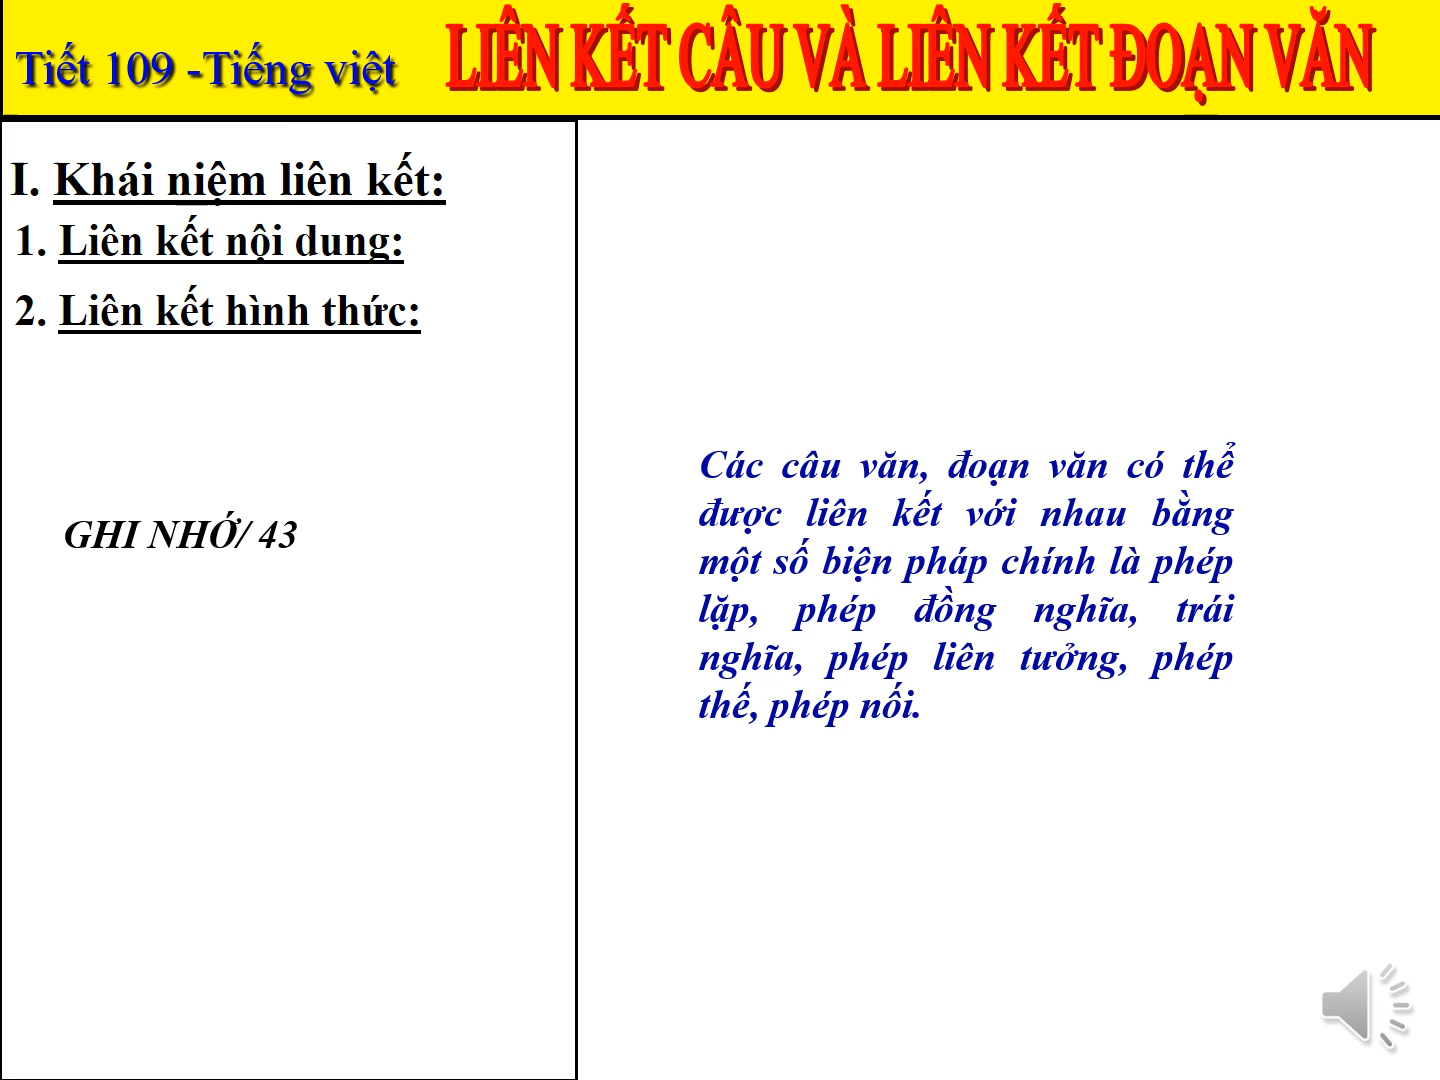 Tiết 109 -Tiếng việt
LIÊN KẾT CÂU VÀ LIÊN KẾT ĐOẠN VĂN
I. Khái niệm liên kết:
1. Liên kết nội dung:
2. Liên kết hình thức:
GHI NHỚ/ 43
Các câu văn, đoạn văn có thể
được liên kết với nhau bằng
một số biện pháp chính là phép
lặp, phép đồng nghĩa, trái
nghĩa, phép liên tưởng, phép
thế, phép nối.